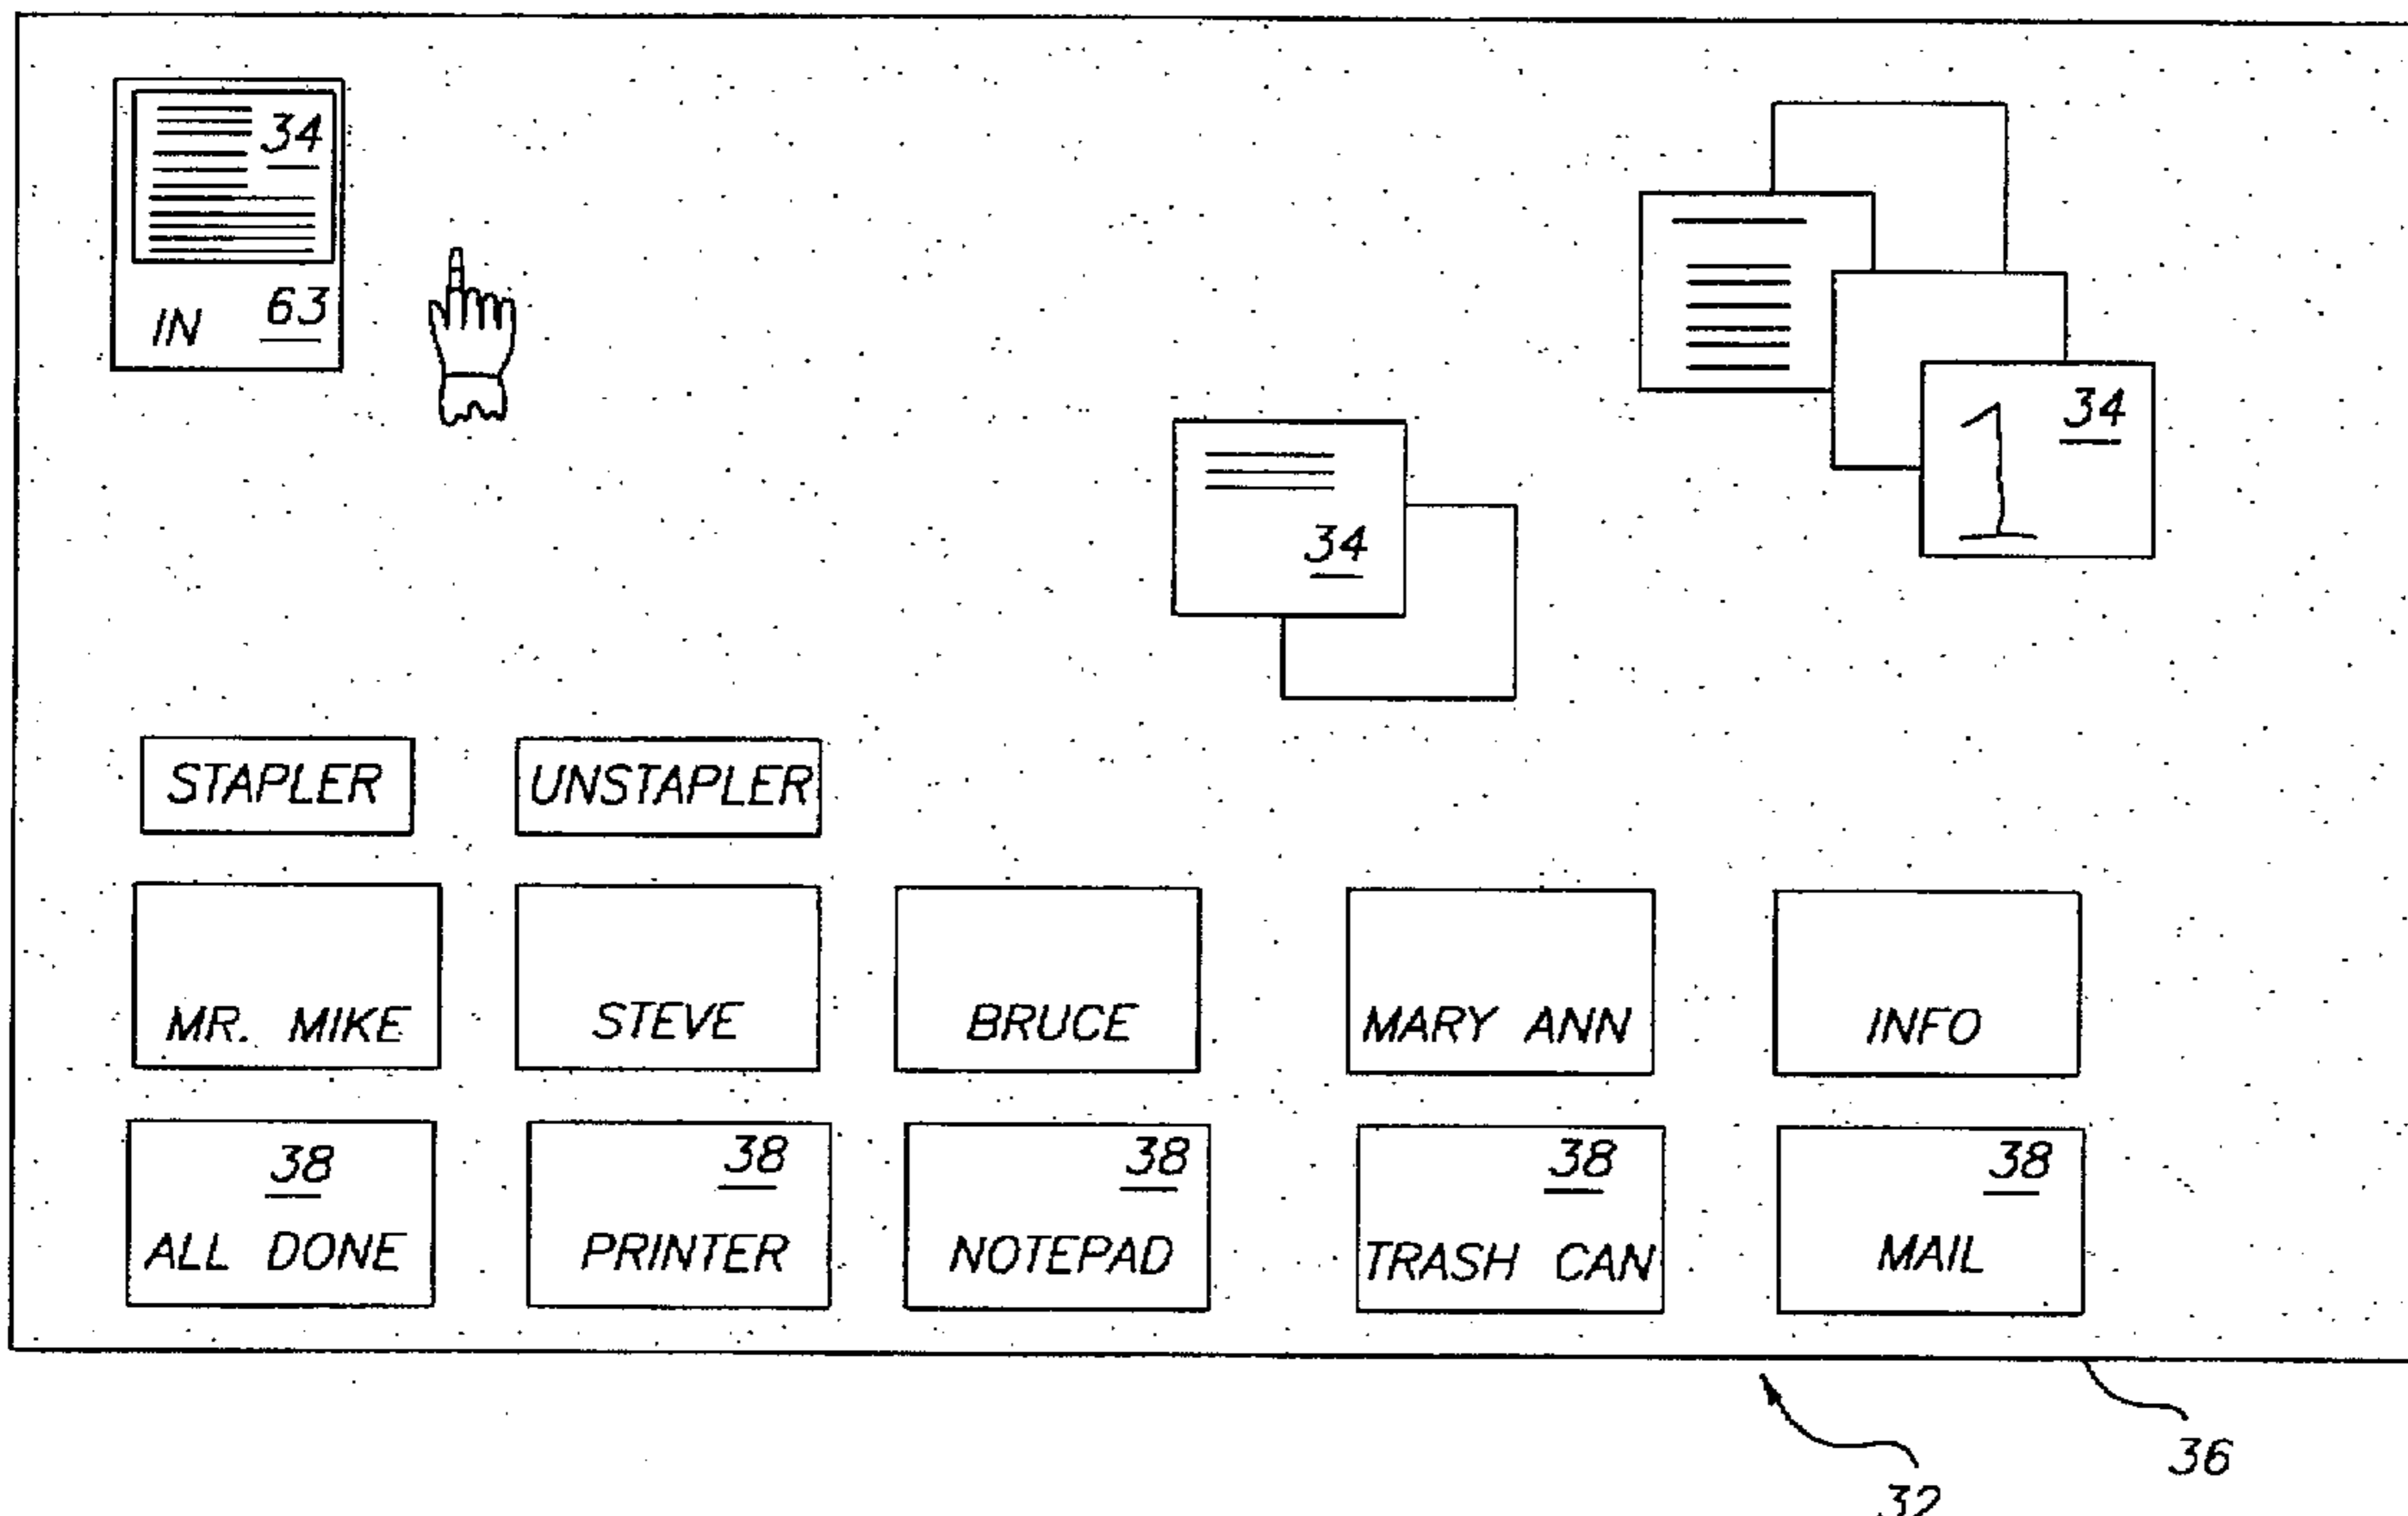 34
IN 63
34
1
34
STAPLER UNSTAPLER
MR. MIKE STEVE BRUCE MARY ANN INFO
38 38 38 38 38
ALL DONE PRINTER NOTEPAD TRASH CAN MAIL
36
32